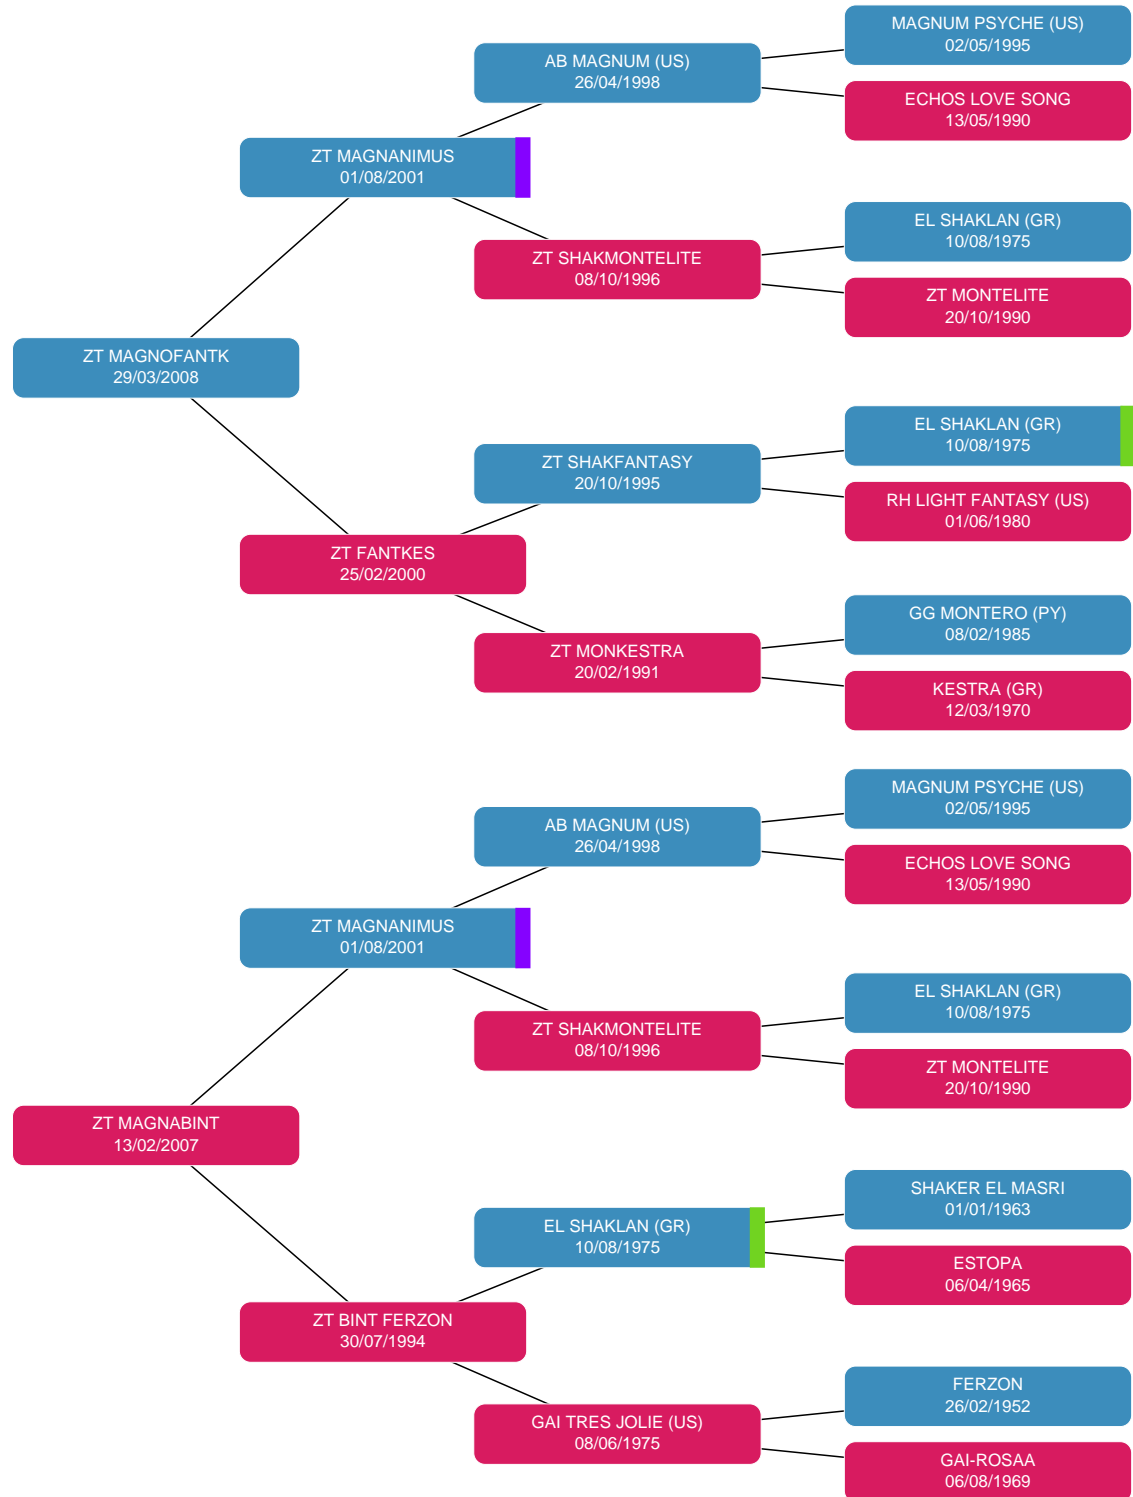 MAGNUM PSYCHE (US)
02/05/1995
AB MAGNUM (US)
26/04/1998
ECHOS LOVE SONG
13/05/1990
ZT MAGNANIMUS
01/08/2001
EL SHAKLAN (GR)
10/08/1975
ZT SHAKMONTELITE
08/10/1996
ZT MONTELITE
20/10/1990
ZT MAGNOFANTK
29/03/2008
EL SHAKLAN (GR)
10/08/1975
ZT SHAKFANTASY
20/10/1995
RH LIGHT FANTASY (US)
01/06/1980
ZT FANTKES
25/02/2000
GG MONTERO (PY)
08/02/1985
ZT MONKESTRA
20/02/1991
KESTRA (GR)
12/03/1970
MAGNUM PSYCHE (US)
02/05/1995
AB MAGNUM (US)
26/04/1998
ECHOS LOVE SONG
13/05/1990
ZT MAGNANIMUS
01/08/2001
EL SHAKLAN (GR)
10/08/1975
ZT SHAKMONTELITE
08/10/1996
ZT MONTELITE
20/10/1990
ZT MAGNABINT
13/02/2007
SHAKER EL MASRI
01/01/1963
EL SHAKLAN (GR)
10/08/1975
ESTOPA
06/04/1965
ZT BINT FERZON
30/07/1994
FERZON
26/02/1952
GAI TRES JOLIE (US)
08/06/1975
GAI-ROSAA
06/08/1969